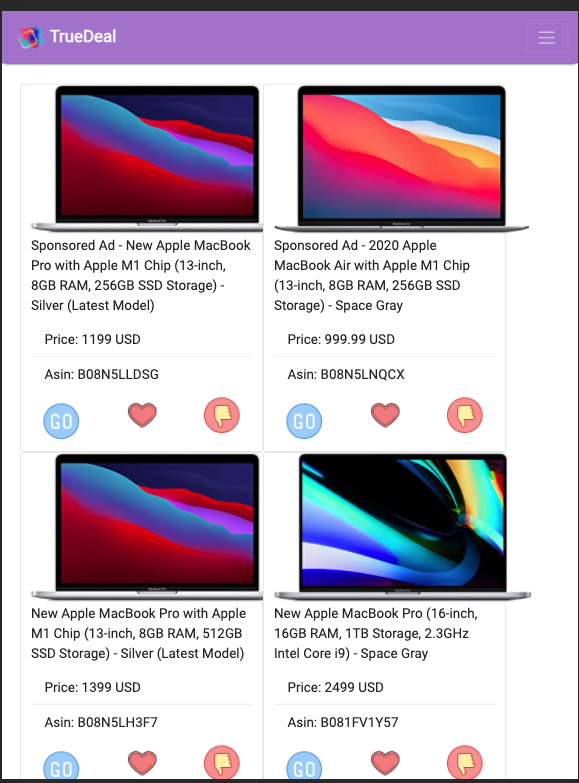 TrueDeal
Sponsored Ad - New Apple MacBook
Pro with Apple M1 Chip (13-inch,
8GB RAM, 256GB SSD Storage) -
Silver (Latest Model)
Price: 1199 USD
Asin: B08N5LLDSG
GO
Sponsored Ad - 2020 Apple
MacBook Air with Apple M1 Chip
(13-inch, 8GB RAM, 256GB SSD
Storage) - Space Gray
Price: 999.99 USD
Asin: B08N5LNQCX
GO
New Apple MacBook Pro with Apple
M1 Chip (13-inch, 8GB RAM, 512GB
SSD Storage) - Silver (Latest Model)
Price: 1399 USD
Asin: B08N5LH3F7
GO
New Apple MacBook Pro (16-inch,
16GB RAM, 1TB Storage, 2.3GHz
Intel Core i9) - Space Gray
Price: 2499 USD
Asin: B081FV1Y57
GO